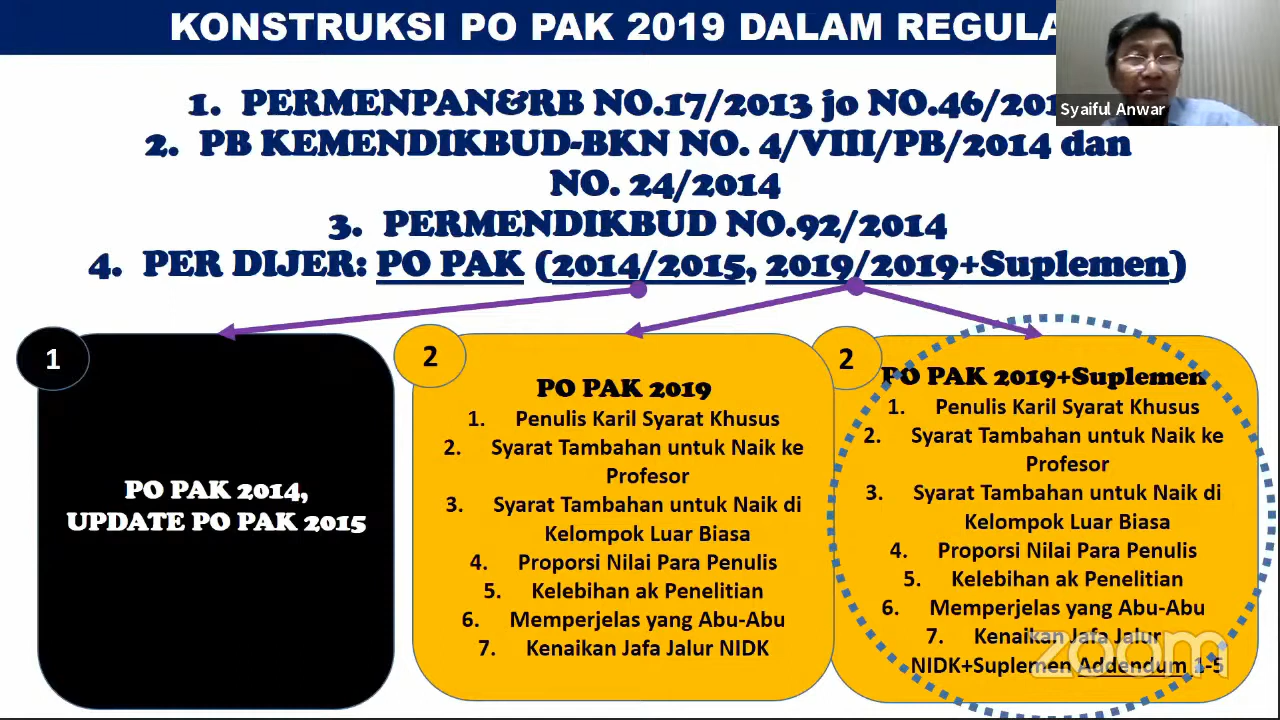 KONSTRUKSI PO PAK 2019 DALAM
Syaiful Anwar
1. PERMENPAN&RB NO.17/2013 jo
2. PB KEMENDIKBUD-BKN NO. 4/VIII/PB/2014 dan
NO. 24/2014
3. PERMENDIKBUD NO.92/2014
4. PER DIJER: PO PAK (2014/2015, 2019/2019+Suplemen)
1
PO PAK 2014,
UPDATE PO PAK 2015
2
PO PAK 2019
1. Penulis Karil Syarat Khusus
2. Syarat Tambahan untuk Naik ke
Profesor
3. Syarat Tambahan untuk Naik di
Kelompok Luar Biasa
4. Proporsi Nilai Para Penulis
5. Kelebihan ak Penelitian
6. Memperjelas yang Abu-Abu
7. Kenaikan Jafa Jalur NIDK
2
PO PAK 2019+Suplemen
1. Penulis Karil Syarat Khusus
2. Syarat Tambahan untuk Naik ke
Profesor
3. Syarat Tambahan untuk Naik di
Kelompok Luar Biasa
4. Proporsi Nilai Para Penulis
5. Kelebihan ak Penelitian
6. Memperjelas yang Abu-Abu
7. Kenaikan Jafa Jalur
NIDK+Suplemen Addendum 1-5
zoom